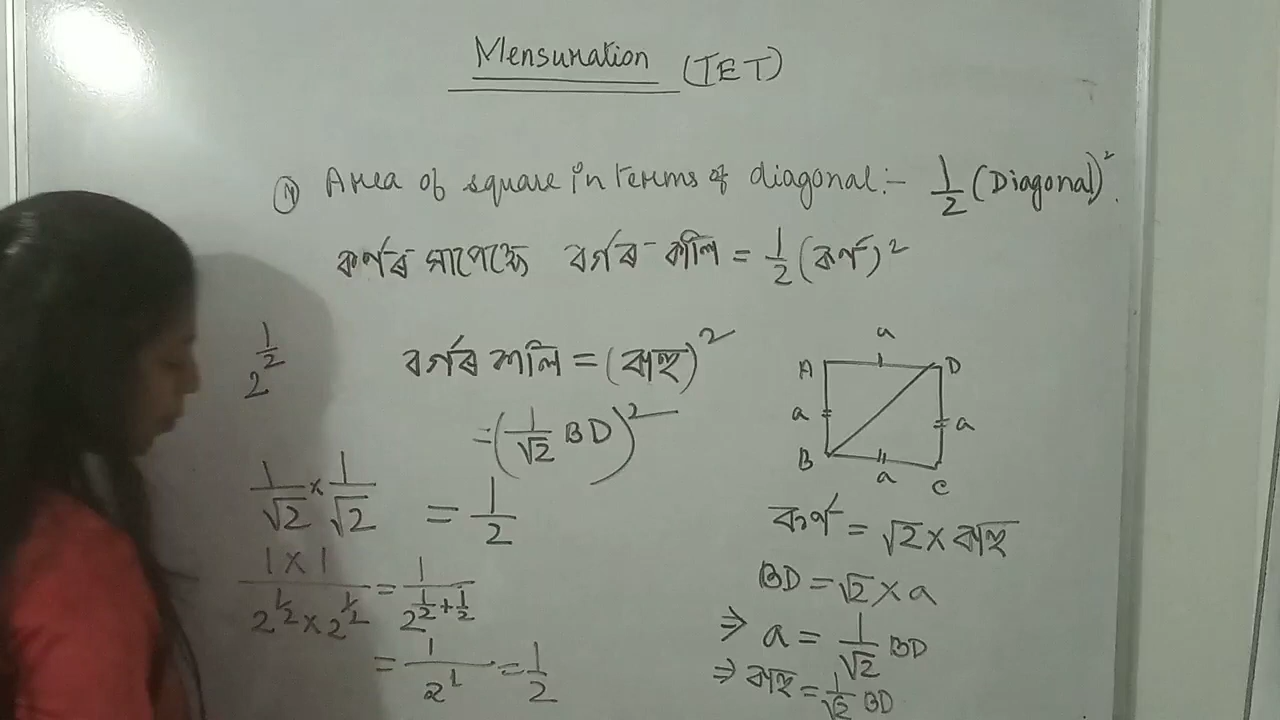 Mensuration (TET)
④ Area of square in terms of diagonal :- 1/2 (Diagonal)².
কৰ্ণৰ সাপেক্ষে বৰ্গৰ কালি = 1/2 (কৰ্ণ)²
2^(1/2)
বৰ্গৰ কালি = (বাহু)²
= (1/√2 BD)²
1/√2 × 1/√2 = 1/2
(1 × 1)/(2^(1/2) × 2^(1/2)) = 1/2^(1/2 + 1/2)
= 1/2^1 = 1/2
a
A D
a a
B a C
কৰ্ণ = √2 × বাহু
BD = √2 × a
⇒ a = 1/√2 BD
⇒ বাহু = 1/√2 BD